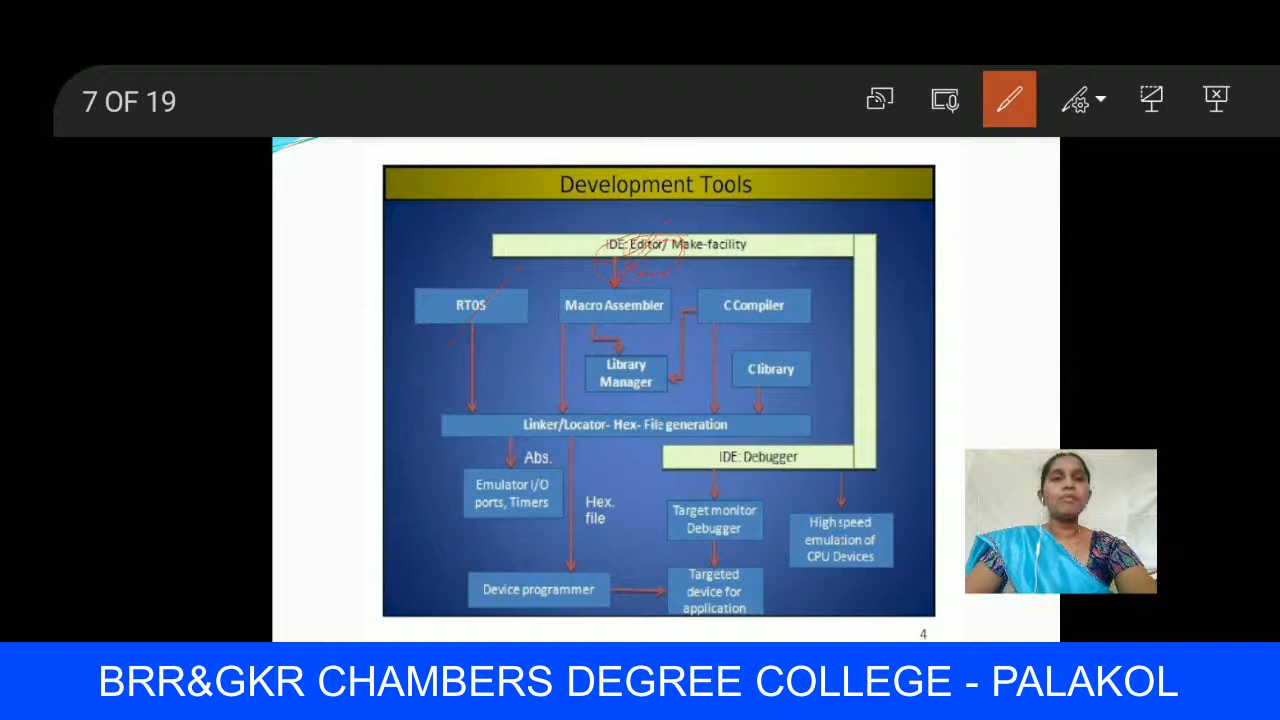 7 OF 19
Development Tools
IDE: Editor/ Make-facility
RTOS
Macro Assembler
C Compiler
Library
Manager
C library
Linker/Locator- Hex- File generation
Abs.
IDE: Debugger
Emulator I/O
ports, Timers
Hex.
file
Target monitor
Debugger
High speed
emulation of
CPU Devices
Device programmer
Targeted
device for
application
4
BRR&GKR CHAMBERS DEGREE COLLEGE - PALAKOL